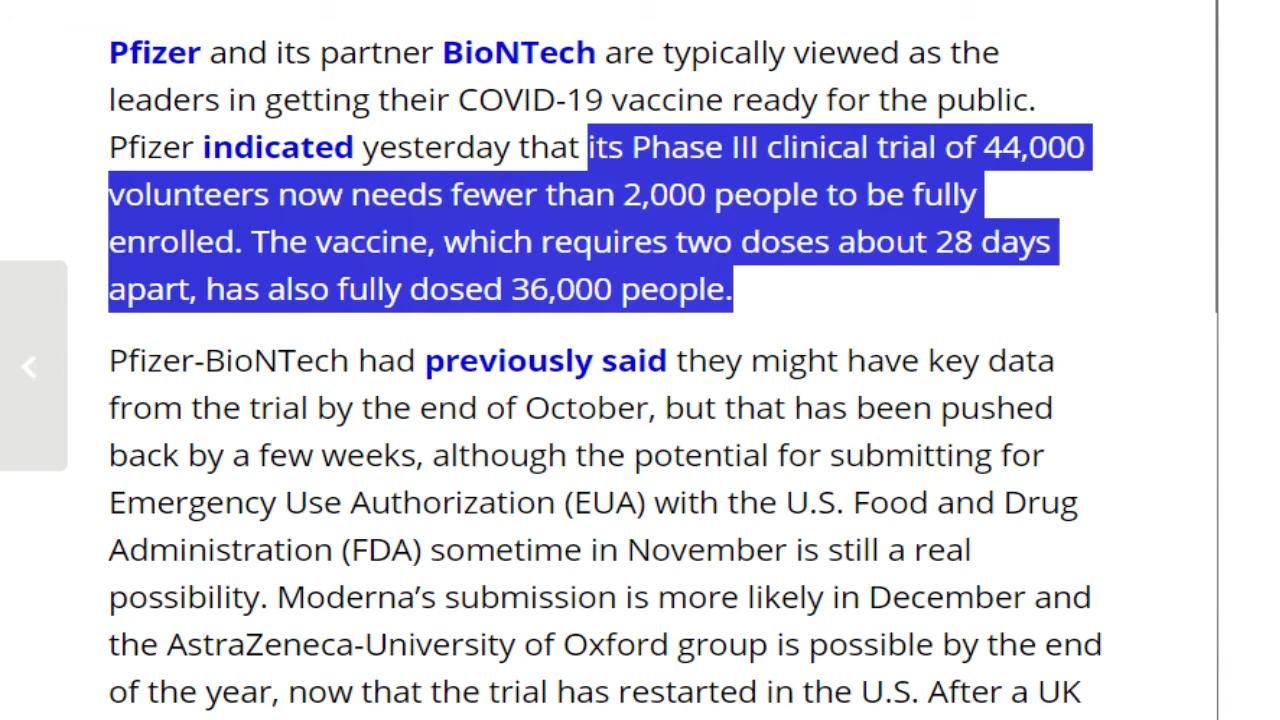 Pfizer and its partner BioNTech are typically viewed as the
leaders in getting their COVID-19 vaccine ready for the public.
Pfizer indicated yesterday that its Phase III clinical trial of 44,000
volunteers now needs fewer than 2,000 people to be fully
enrolled. The vaccine, which requires two doses about 28 days
apart, has also fully dosed 36,000 people.
Pfizer-BioNTech had previously said they might have key data
from the trial by the end of October, but that has been pushed
back by a few weeks, although the potential for submitting for
Emergency Use Authorization (EUA) with the U.S. Food and Drug
Administration (FDA) sometime in November is still a real
possibility. Moderna’s submission is more likely in December and
the AstraZeneca-University of Oxford group is possible by the end
of the year, now that the trial has restarted in the U.S. After a UK